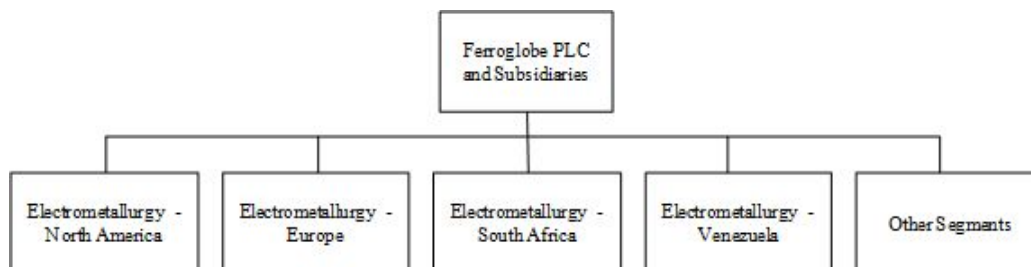 Ferroglobe PLC
and Subsidiaries
Electrometallurgy -
North America
Electrometallurgy -
Europe
Electrometallurgy -
South Africa
Electrometallurgy -
Venezuela
Other Segments